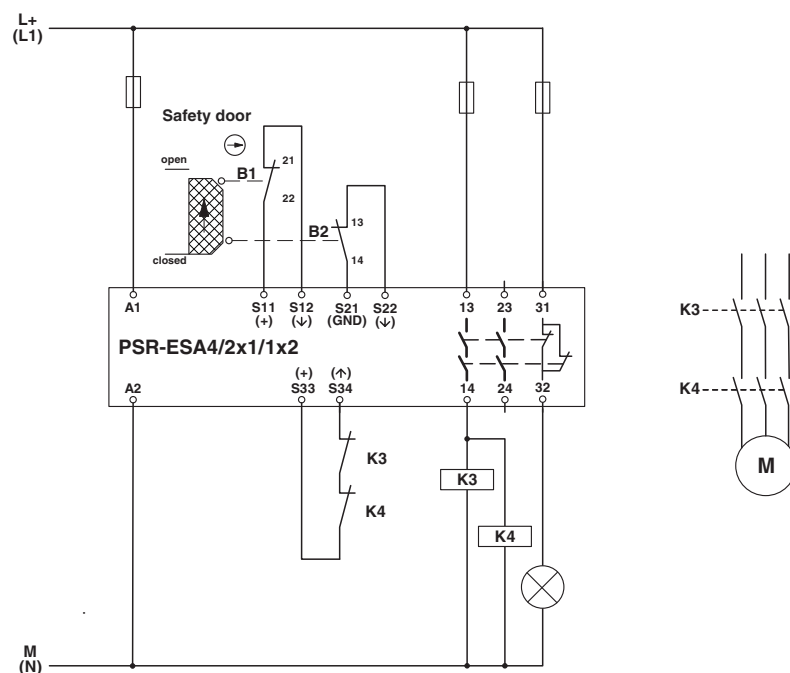 L+
(L1)
Safety door
open
closed
B1
21
22
B2
13
14
A1
S11
(+)
S12
(↓)
S21
(GND)
S22
(↓)
13
23
31
PSR-ESA4/2x1/1x2
A2
(+)
S33
(↑)
S34
14
24
32
K3
K4
K3
K4
K3
K4
M
M
(N)